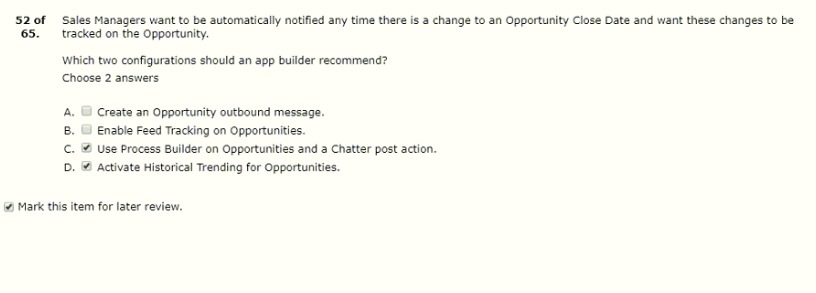 52 of Sales Managers want to be automatically notified any time there is a change to an Opportunity Close Date and want these changes to be
65. tracked on the Opportunity.
Which two configurations should an app builder recommend?
Choose 2 answers
A. Create an Opportunity outbound message.
B. Enable Feed Tracking on Opportunities.
C. Use Process Builder on Opportunities and a Chatter post action.
D. Activate Historical Trending for Opportunities.
Mark this item for later review.